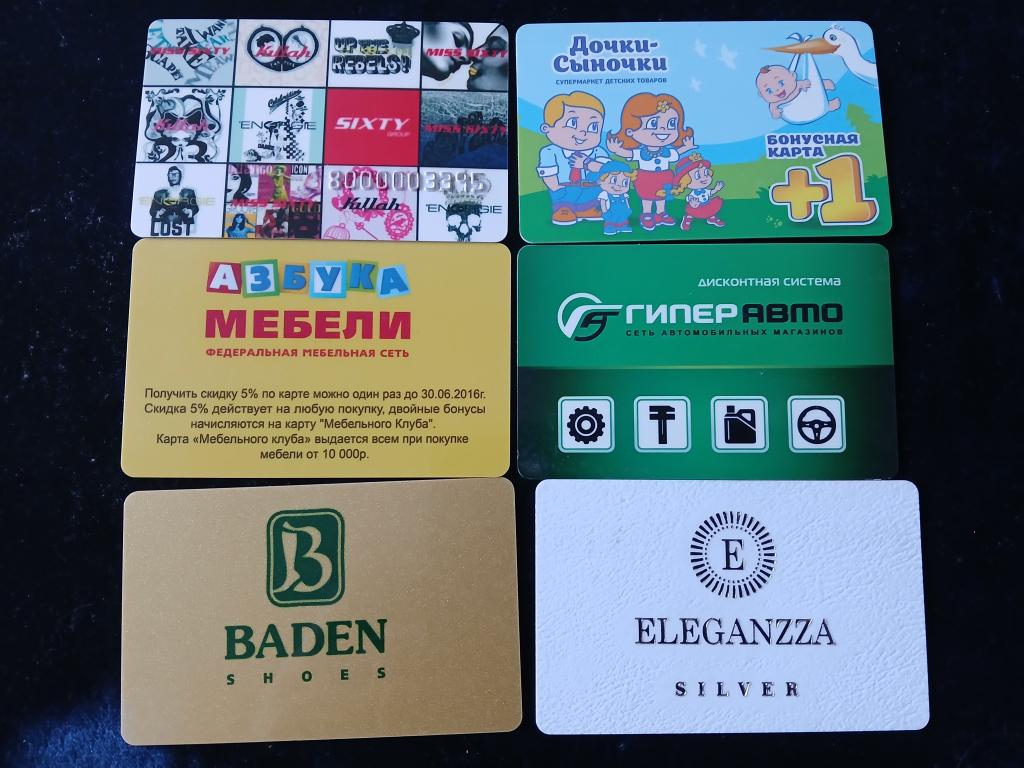 MISS SIXTY
Killah
UP THE
REBELS!
MISS SIXTY
Killah
23
ENERGIE
SIXTY
GROUP
MISS SIXTY
ENERGIE
LOST
ICON
MISS SIXTY
Killah
80000003395
ENERGIE
Дочки-
Сыночки
СУПЕРМАРКЕТ ДЕТСКИХ ТОВАРОВ
БОНУСНАЯ
КАРТА
+1
АЗБУКА
МЕБЕЛИ
ФЕДЕРАЛЬНАЯ МЕБЕЛЬНАЯ СЕТЬ
Получить скидку 5% по карте можно один раз до 30.06.2016г.
Скидка 5% действует на любую покупку, двойные бонусы
начисляются на карту "Мебельного Клуба".
Карта «Мебельного клуба» выдается всем при покупке
мебели от 10 000р.
ДИСКОНТНАЯ СИСТЕМА
ГИПЕРАВТО
СЕТЬ АВТОМОБИЛЬНЫХ МАГАЗИНОВ
B
BADEN
SHOES
E
ELEGANZZA
SILVER